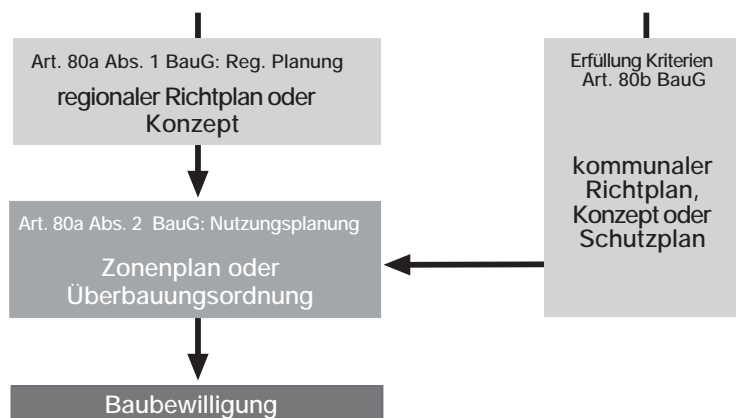 Art. 80a Abs. 1 BauG: Reg. Planung
regionaler Richtplan oder
Konzept
Art. 80a Abs. 2 BauG: Nutzungsplanung
Zonenplan oder
Überbauungsordnung
Baubewilligung
Erfüllung Kriterien
Art. 80b BauG
kommunaler
Richtplan,
Konzept oder
Schutzplan